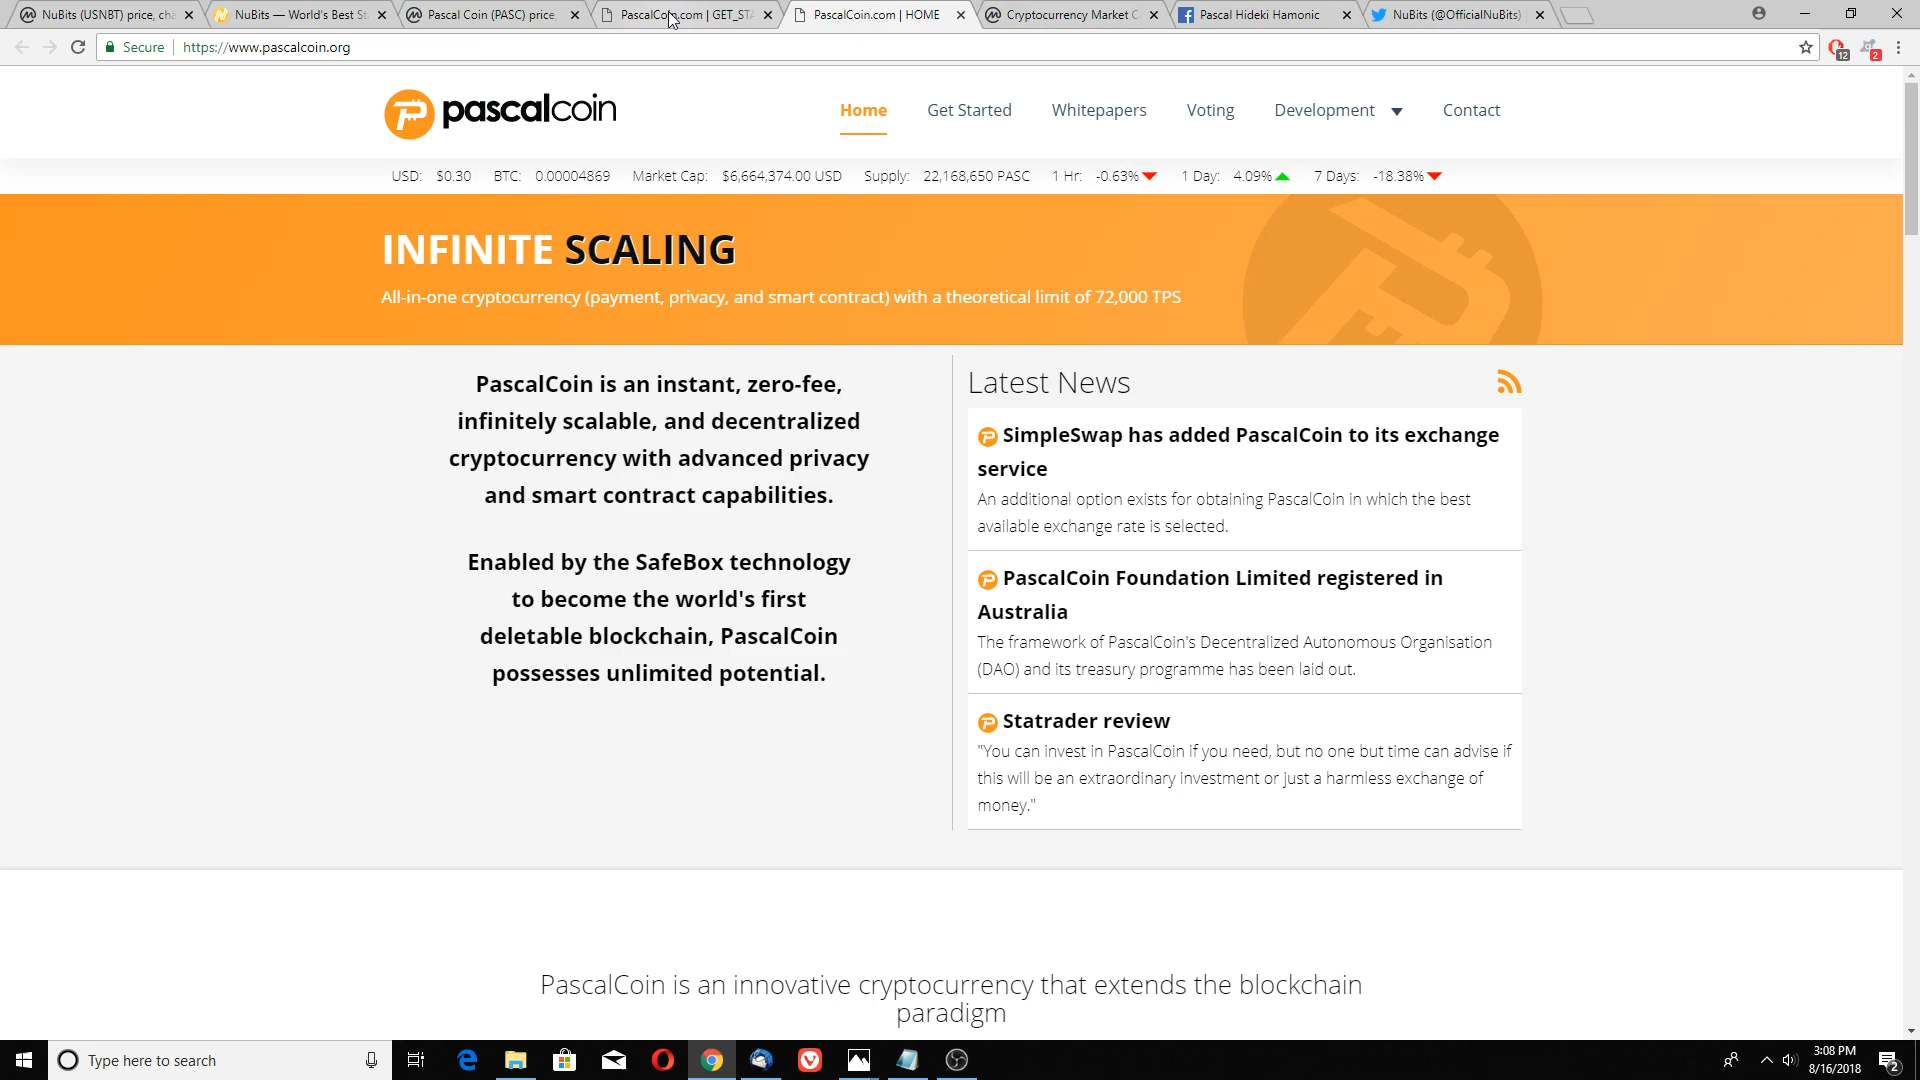 NuBits (USNBT) price, cha
NuBits — World's Best St
Pascal Coin (PASC) price,
PascalCoin.com | GET_STA
PascalCoin.com | HOME
Cryptocurrency Market C
Pascal Hideki Hamonic
NuBits (@OfficialNuBits)
Secure
https://www.pascalcoin.org
12
2
pascalcoin
Home
Get Started
Whitepapers
Voting
Development
Contact
USD: $0.30 BTC: 0.00004869 Market Cap: $6,664,374.00 USD Supply: 22,168,650 PASC 1 Hr: -0.63% 1 Day: 4.09% 7 Days: -18.38%
INFINITE SCALING
All-in-one cryptocurrency (payment, privacy, and smart contract) with a theoretical limit of 72,000 TPS
PascalCoin is an instant, zero-fee,
infinitely scalable, and decentralized
cryptocurrency with advanced privacy
and smart contract capabilities.
Enabled by the SafeBox technology
to become the world's first
deletable blockchain, PascalCoin
possesses unlimited potential.
Latest News
SimpleSwap has added PascalCoin to its exchange
service
An additional option exists for obtaining PascalCoin in which the best
available exchange rate is selected.
PascalCoin Foundation Limited registered in
Australia
The framework of PascalCoin's Decentralized Autonomous Organisation
(DAO) and its treasury programme has been laid out.
Statrader review
"You can invest in PascalCoin if you need, but no one but time can advise if
this will be an extraordinary investment or just a harmless exchange of
money."
PascalCoin is an innovative cryptocurrency that extends the blockchain
paradigm
Type here to search
3:08 PM
8/16/2018
2